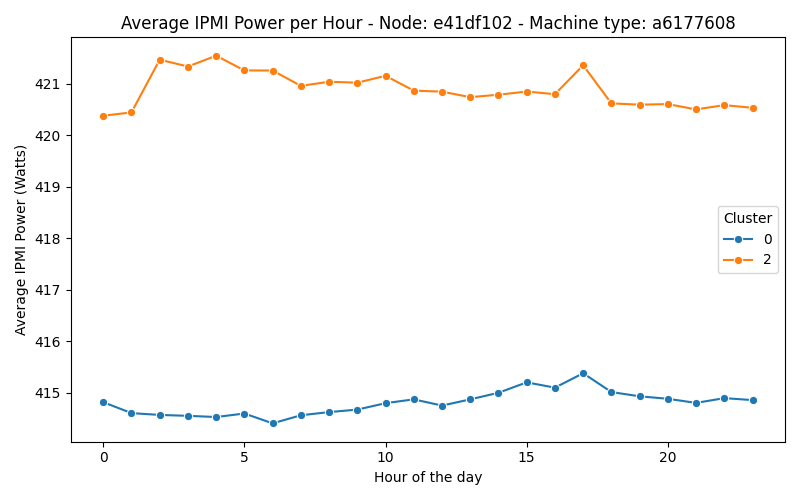 Average IPMI Power per Hour - Node: e41df102 - Machine type: a6177608
Average IPMI Power (Watts)
421
420
419
418
417
416
415
0 5 10 15 20
Hour of the day
Cluster
0
2